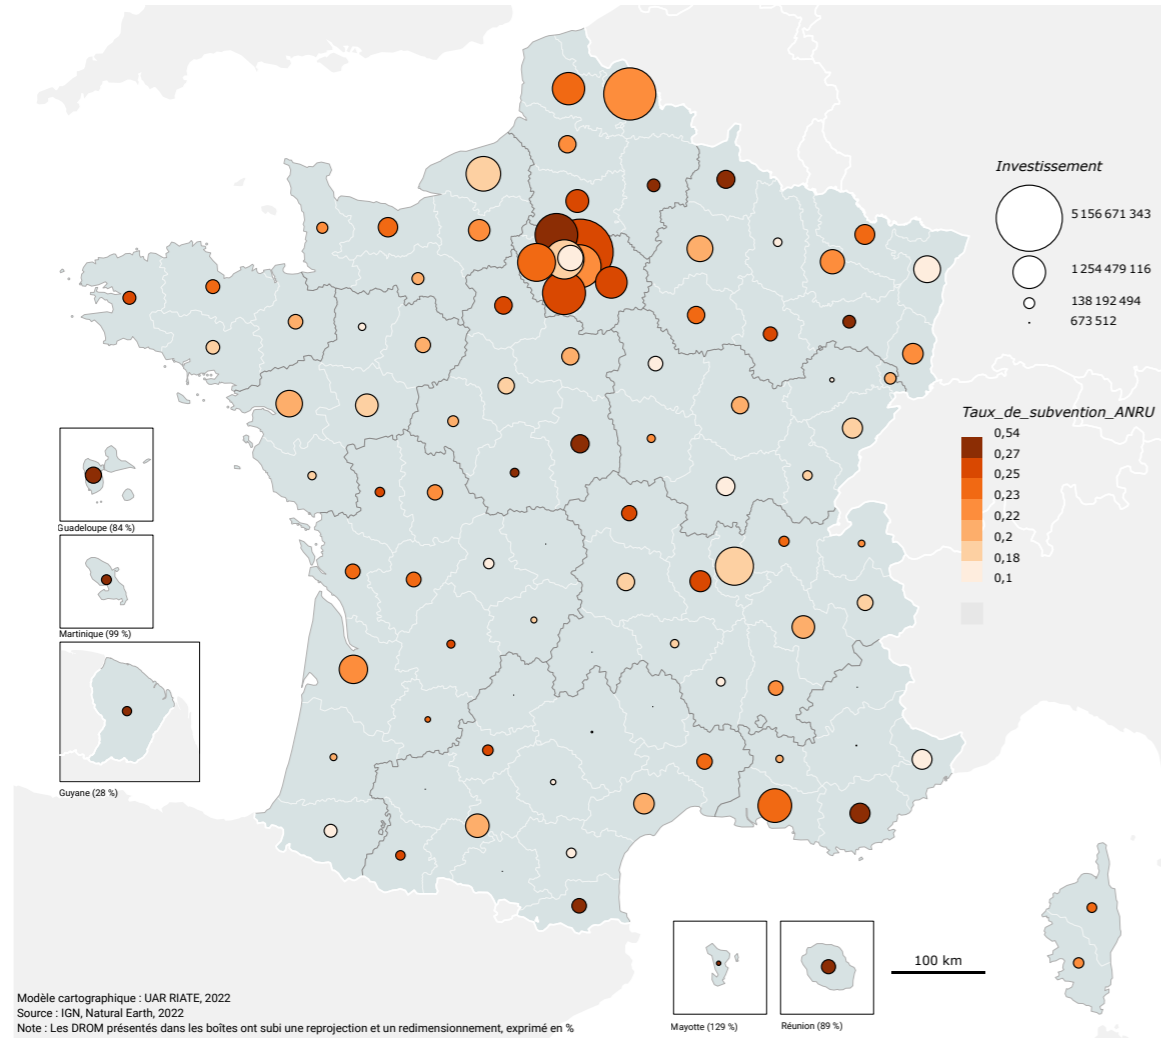 Investissement
5 156 671 343
1 254 479 116
138 192 494
673 512
Taux_de_subvention_ANRU
0,54
0,27
0,25
0,23
0,22
0,2
0,18
0,1
Guadeloupe (84 %)
Martinique (99 %)
Guyane (28 %)
100 km
Mayotte (129 %)
Réunion (89 %)
Modèle cartographique : UAR RIATE, 2022
Source : IGN, Natural Earth, 2022
Note : Les DROM présentés dans les boîtes ont subi une reprojection et un redimensionnement, exprimé en %